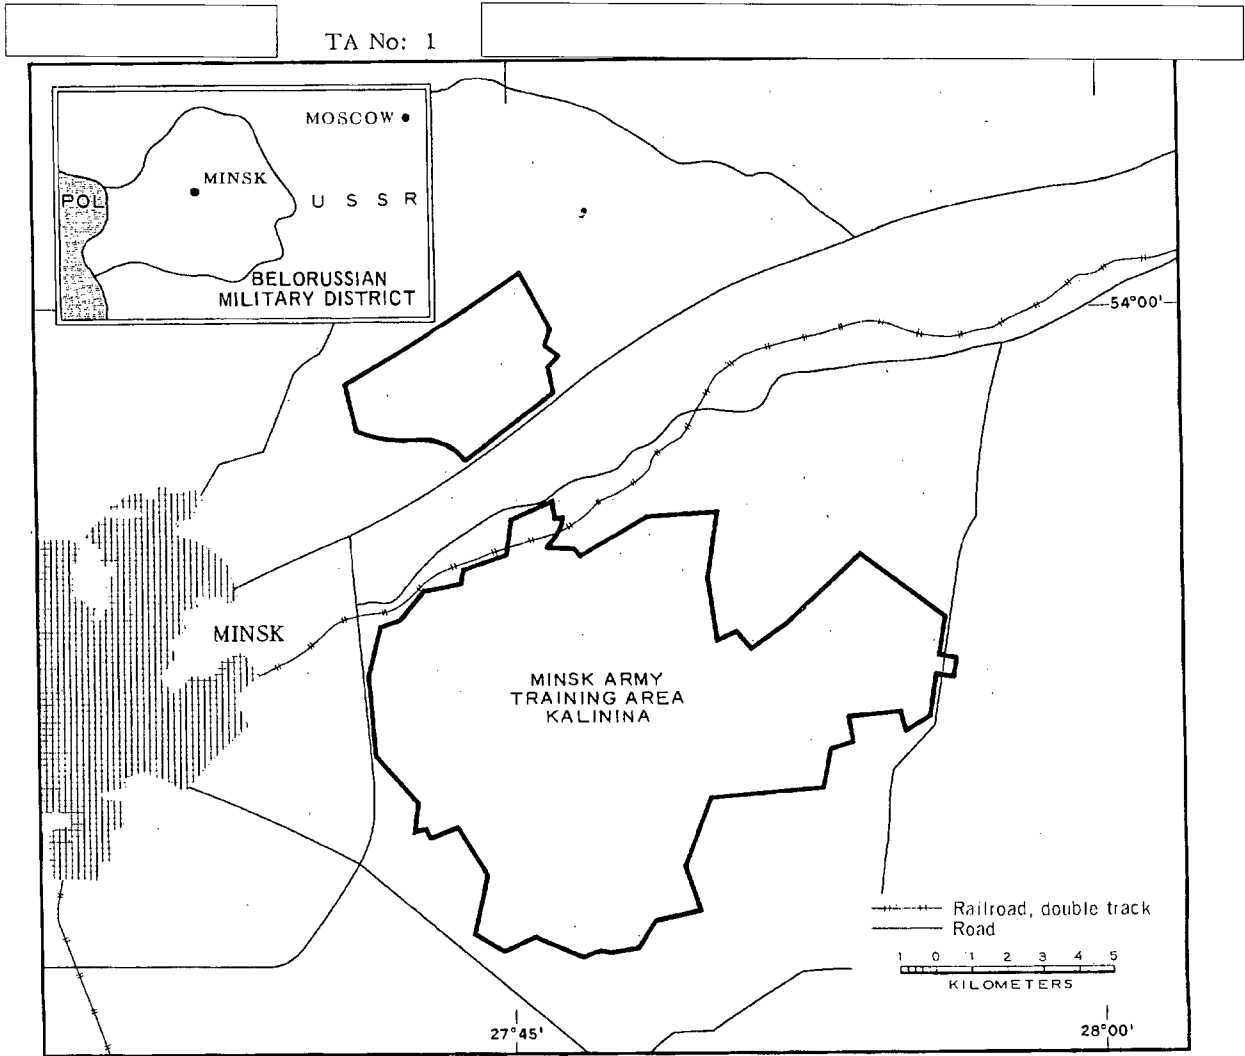 TA No: 1
MOSCOW
MINSK
POL
U S S R
BELORUSSIAN
MILITARY DISTRICT
54°00'
MINSK
MINSK ARMY
TRAINING AREA
KALININA
Railroad, double track
Road
1 0 1 2 3 4 5
KILOMETERS
27°45'
28°00'